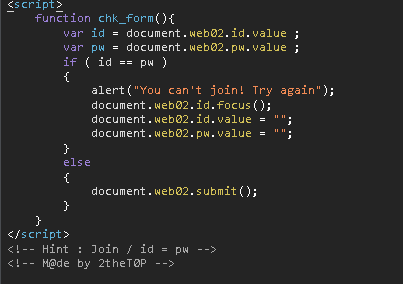 <script>
function chk_form(){
var id = document.web02.id.value ;
var pw = document.web02.pw.value ;
if ( id == pw )
{
alert("You can't join! Try again");
document.web02.id.focus();
document.web02.id.value = "";
document.web02.pw.value = "";
}
else
{
document.web02.submit();
}
}
</script>
<!-- Hint : Join / id = pw -->
<!-- M@de by 2theT0P -->